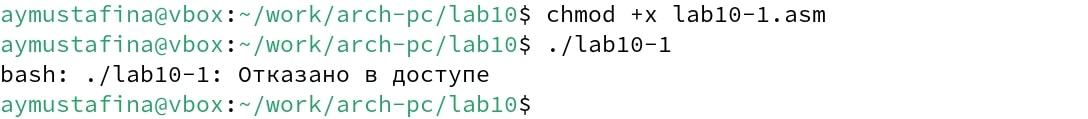 aymustafina@vbox:~/work/arch-pc/lab10$ chmod +x lab10-1.asm
aymustafina@vbox:~/work/arch-pc/lab10$ ./lab10-1
bash: ./lab10-1: Отказано в доступе
aymustafina@vbox:~/work/arch-pc/lab10$